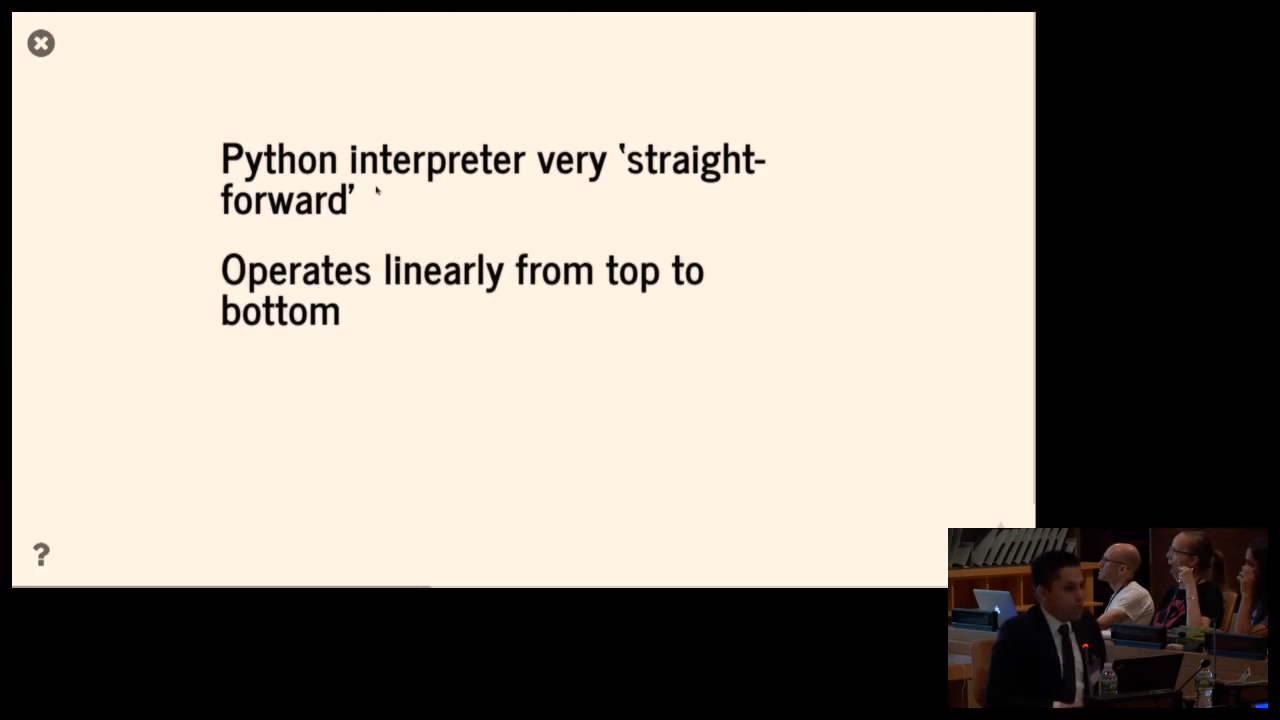 Python interpreter very ‛straight-
forward’
Operates linearly from top to
bottom
?